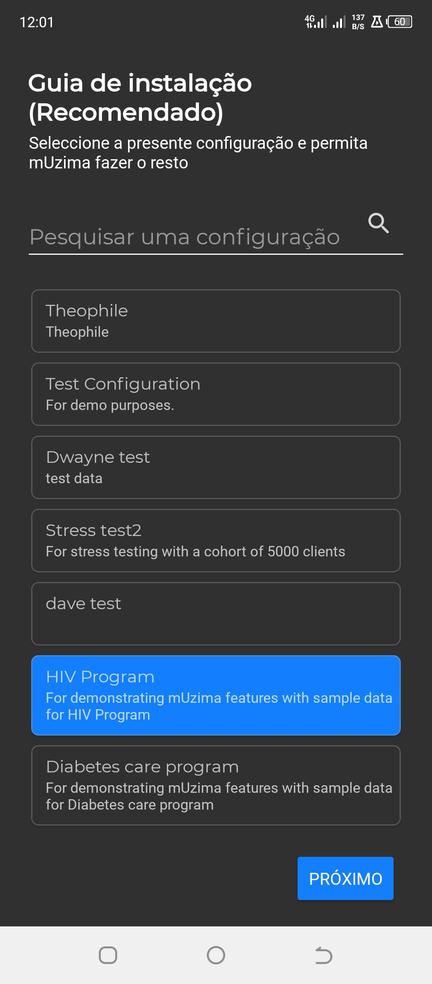 12:01
4G
137
B/S
60
Guia de instalação
(Recomendado)
Seleccione a presente configuração e permita
mUzima fazer o resto
Pesquisar uma configuração
Theophile
Theophile
Test Configuration
For demo purposes.
Dwayne test
test data
Stress test2
For stress testing with a cohort of 5000 clients
dave test
HIV Program
For demonstrating mUzima features with sample data
for HIV Program
Diabetes care program
For demonstrating mUzima features with sample data
for Diabetes care program
PRÓXIMO